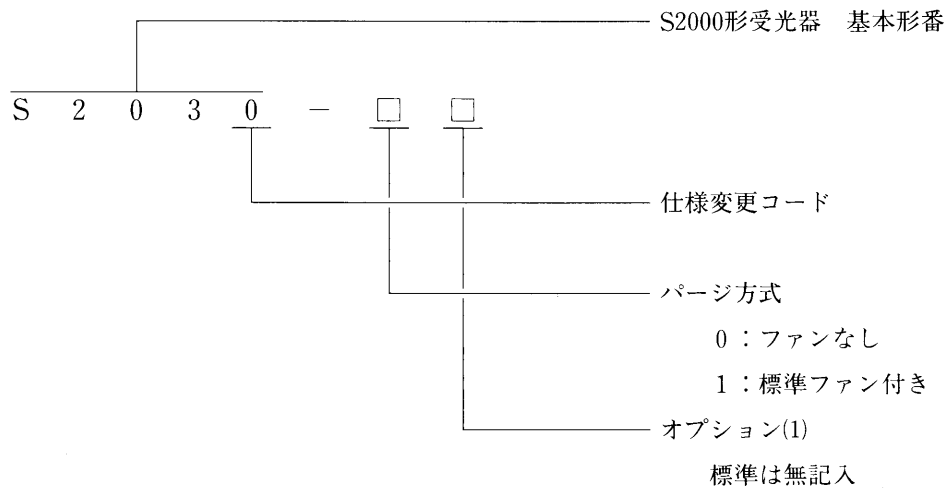 S2000形受光器 基本形番
S 2 0 3 0 － □ □
仕様変更コード
パージ方式
0：ファンなし
1：標準ファン付き
オプション(1)
標準は無記入